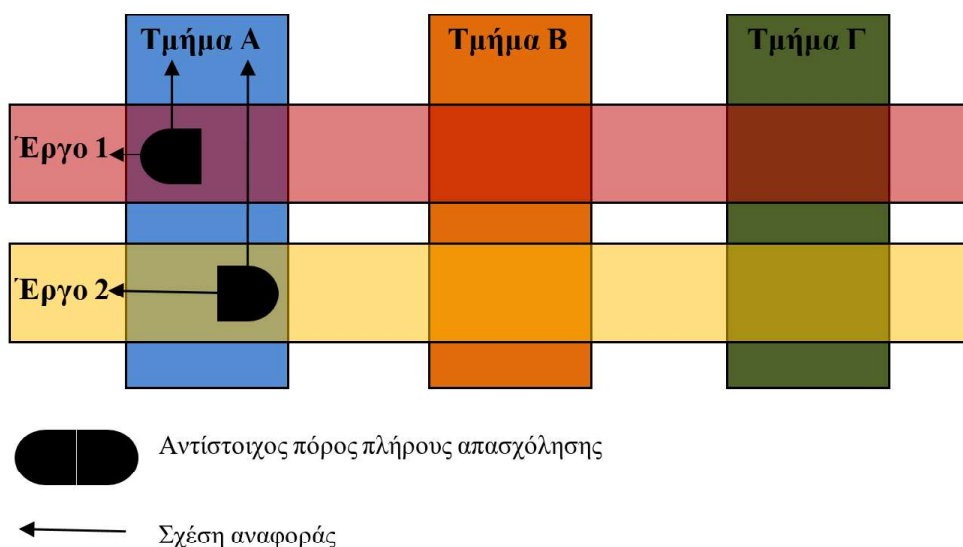 Τμήμα Α
Τμήμα Β
Τμήμα Γ
Έργο 1
Έργο 2
Αντίστοιχος πόρος πλήρους απασχόλησης
Σχέση αναφοράς